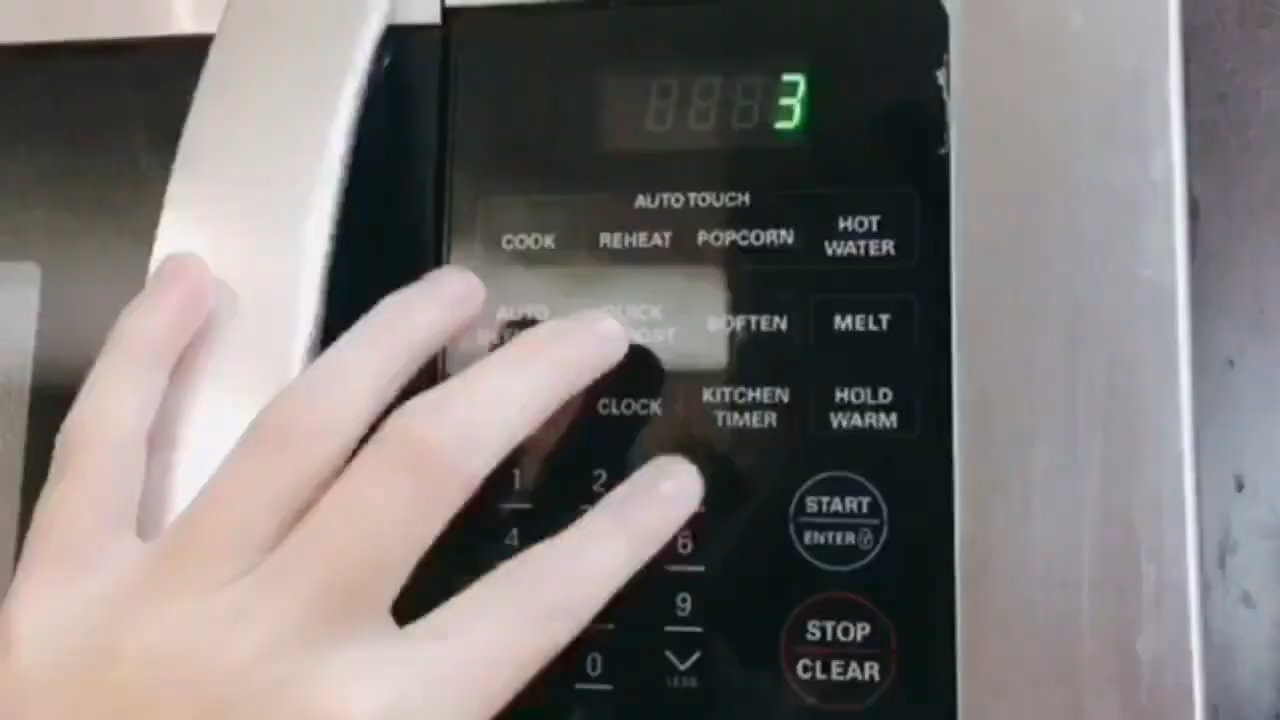 3
AUTO TOUCH
COOK REHEAT POPCORN HOT WATER
AUTO QUICK SOFTEN MELT
CLOCK KITCHEN TIMER HOLD WARM
1 2
START
4 6 ENTER
9
STOP
0 CLEAR
LESS